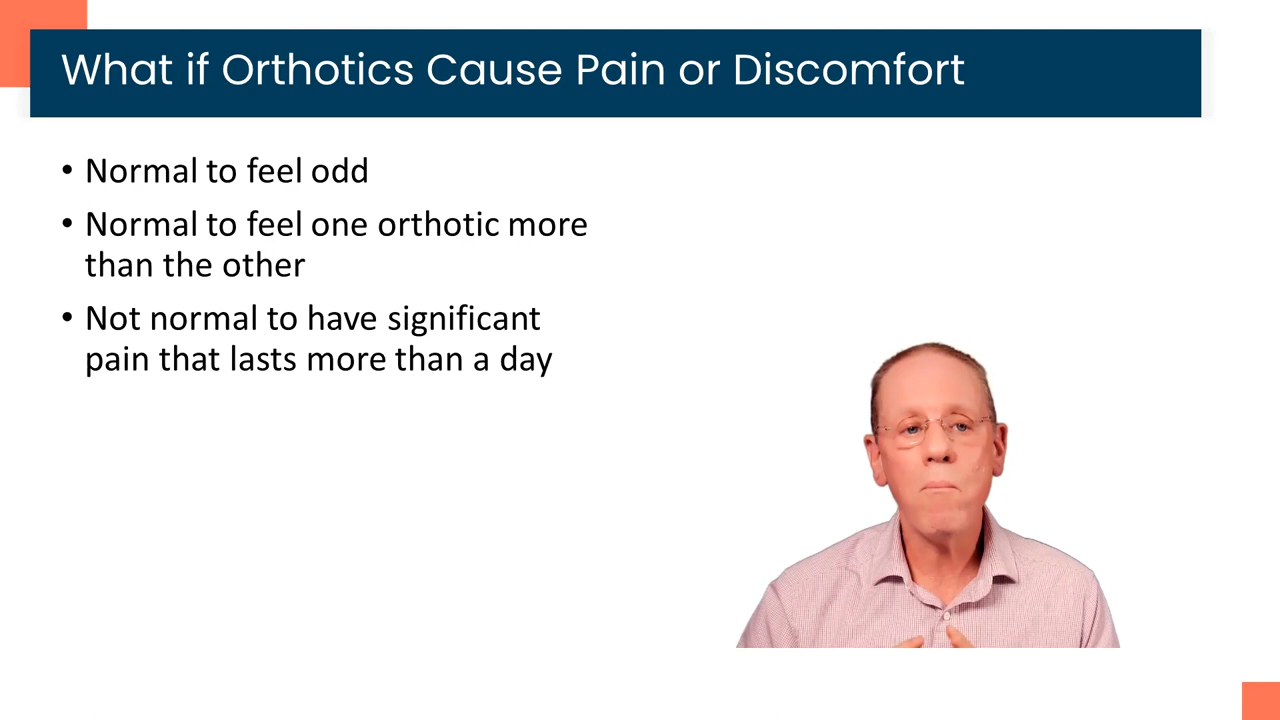 What if Orthotics Cause Pain or Discomfort
• Normal to feel odd
• Normal to feel one orthotic more
than the other
• Not normal to have significant
pain that lasts more than a day